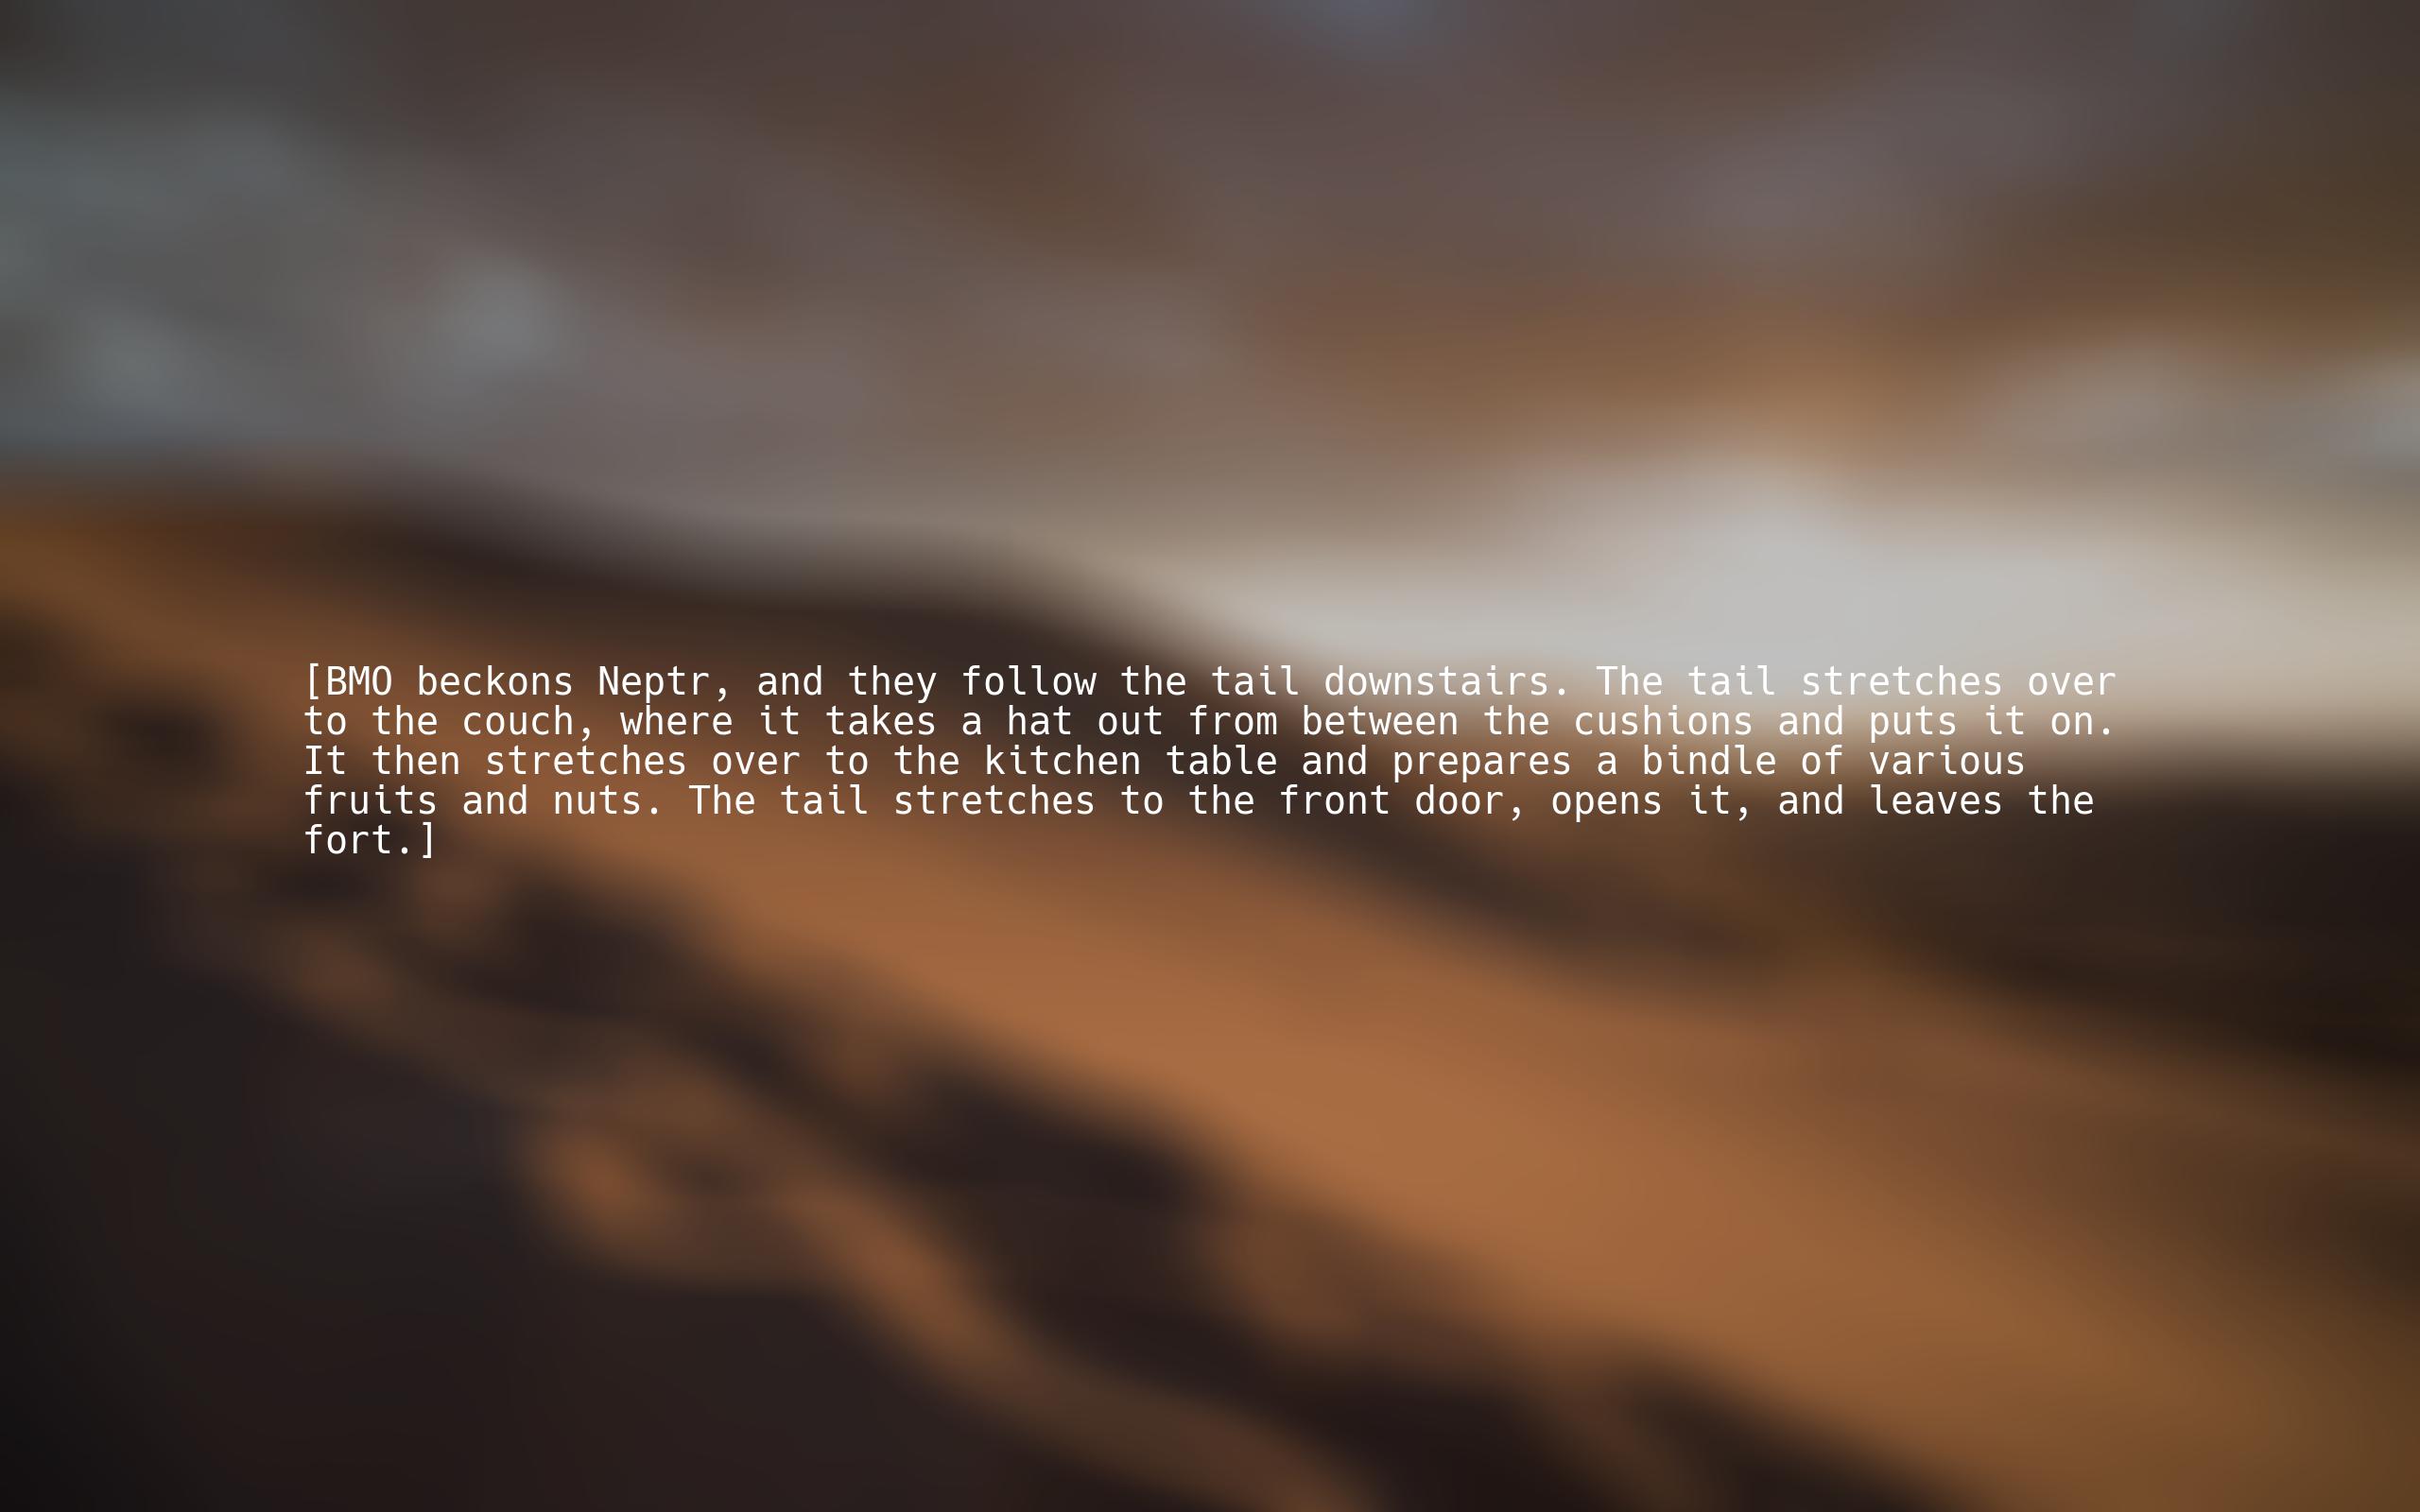 [BMO beckons Neptr, and they follow the tail downstairs. The tail stretches over
to the couch, where it takes a hat out from between the cushions and puts it on.
It then stretches over to the kitchen table and prepares a bindle of various
fruits and nuts. The tail stretches to the front door, opens it, and leaves the
fort.]